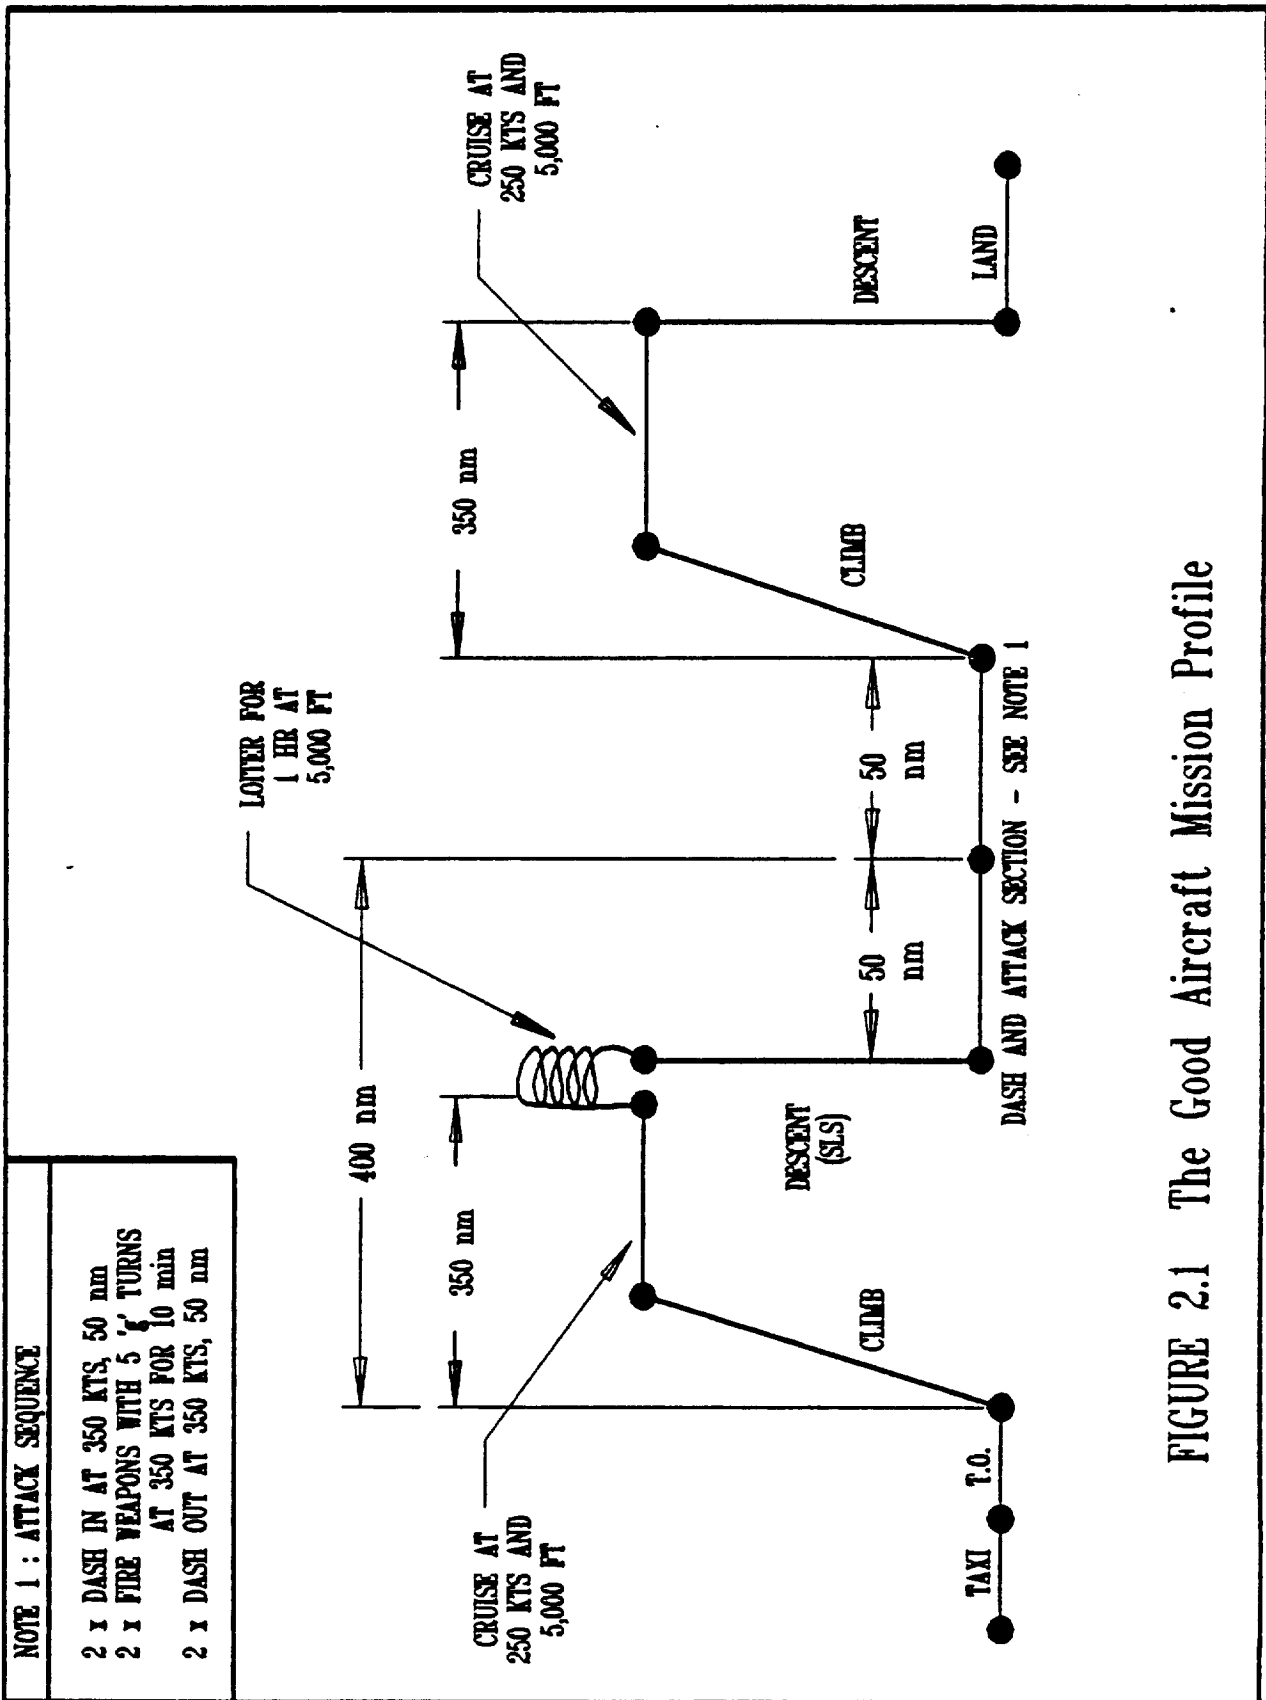 NOTE 1 : ATTACK SEQUENCE
2 x DASH IN AT 350 KTS, 50 nm
2 x FIRE WEAPONS WITH 5 'g' TURNS
AT 350 KTS FOR 10 min
2 x DASH OUT AT 350 KTS, 50 nm
LOITER FOR
1 HR AT
5,000 FT
400 nm
350 nm
350 nm
CRUISE AT
250 KTS AND
5,000 FT
CRUISE AT
250 KTS AND
5,000 FT
DESCENT
(SLS)
CLIMB
50
nm
50
nm
CLIMB
DESCENT
TAXI
T.O.
DASH AND ATTACK SECTION - SEE NOTE 1
LAND
FIGURE 2.1 The Good Aircraft Mission Profile